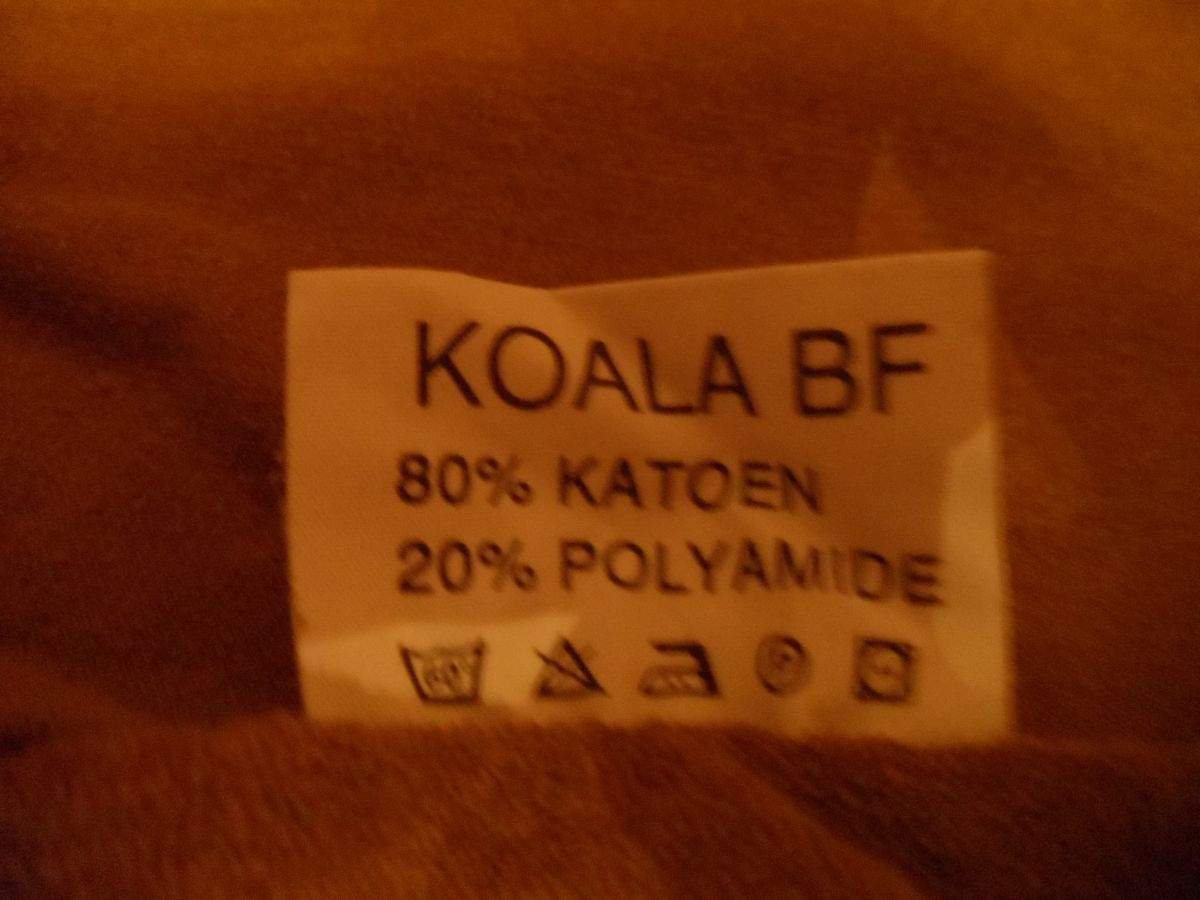 KOALA BF
80% KATOEN
20% POLYAMIDE